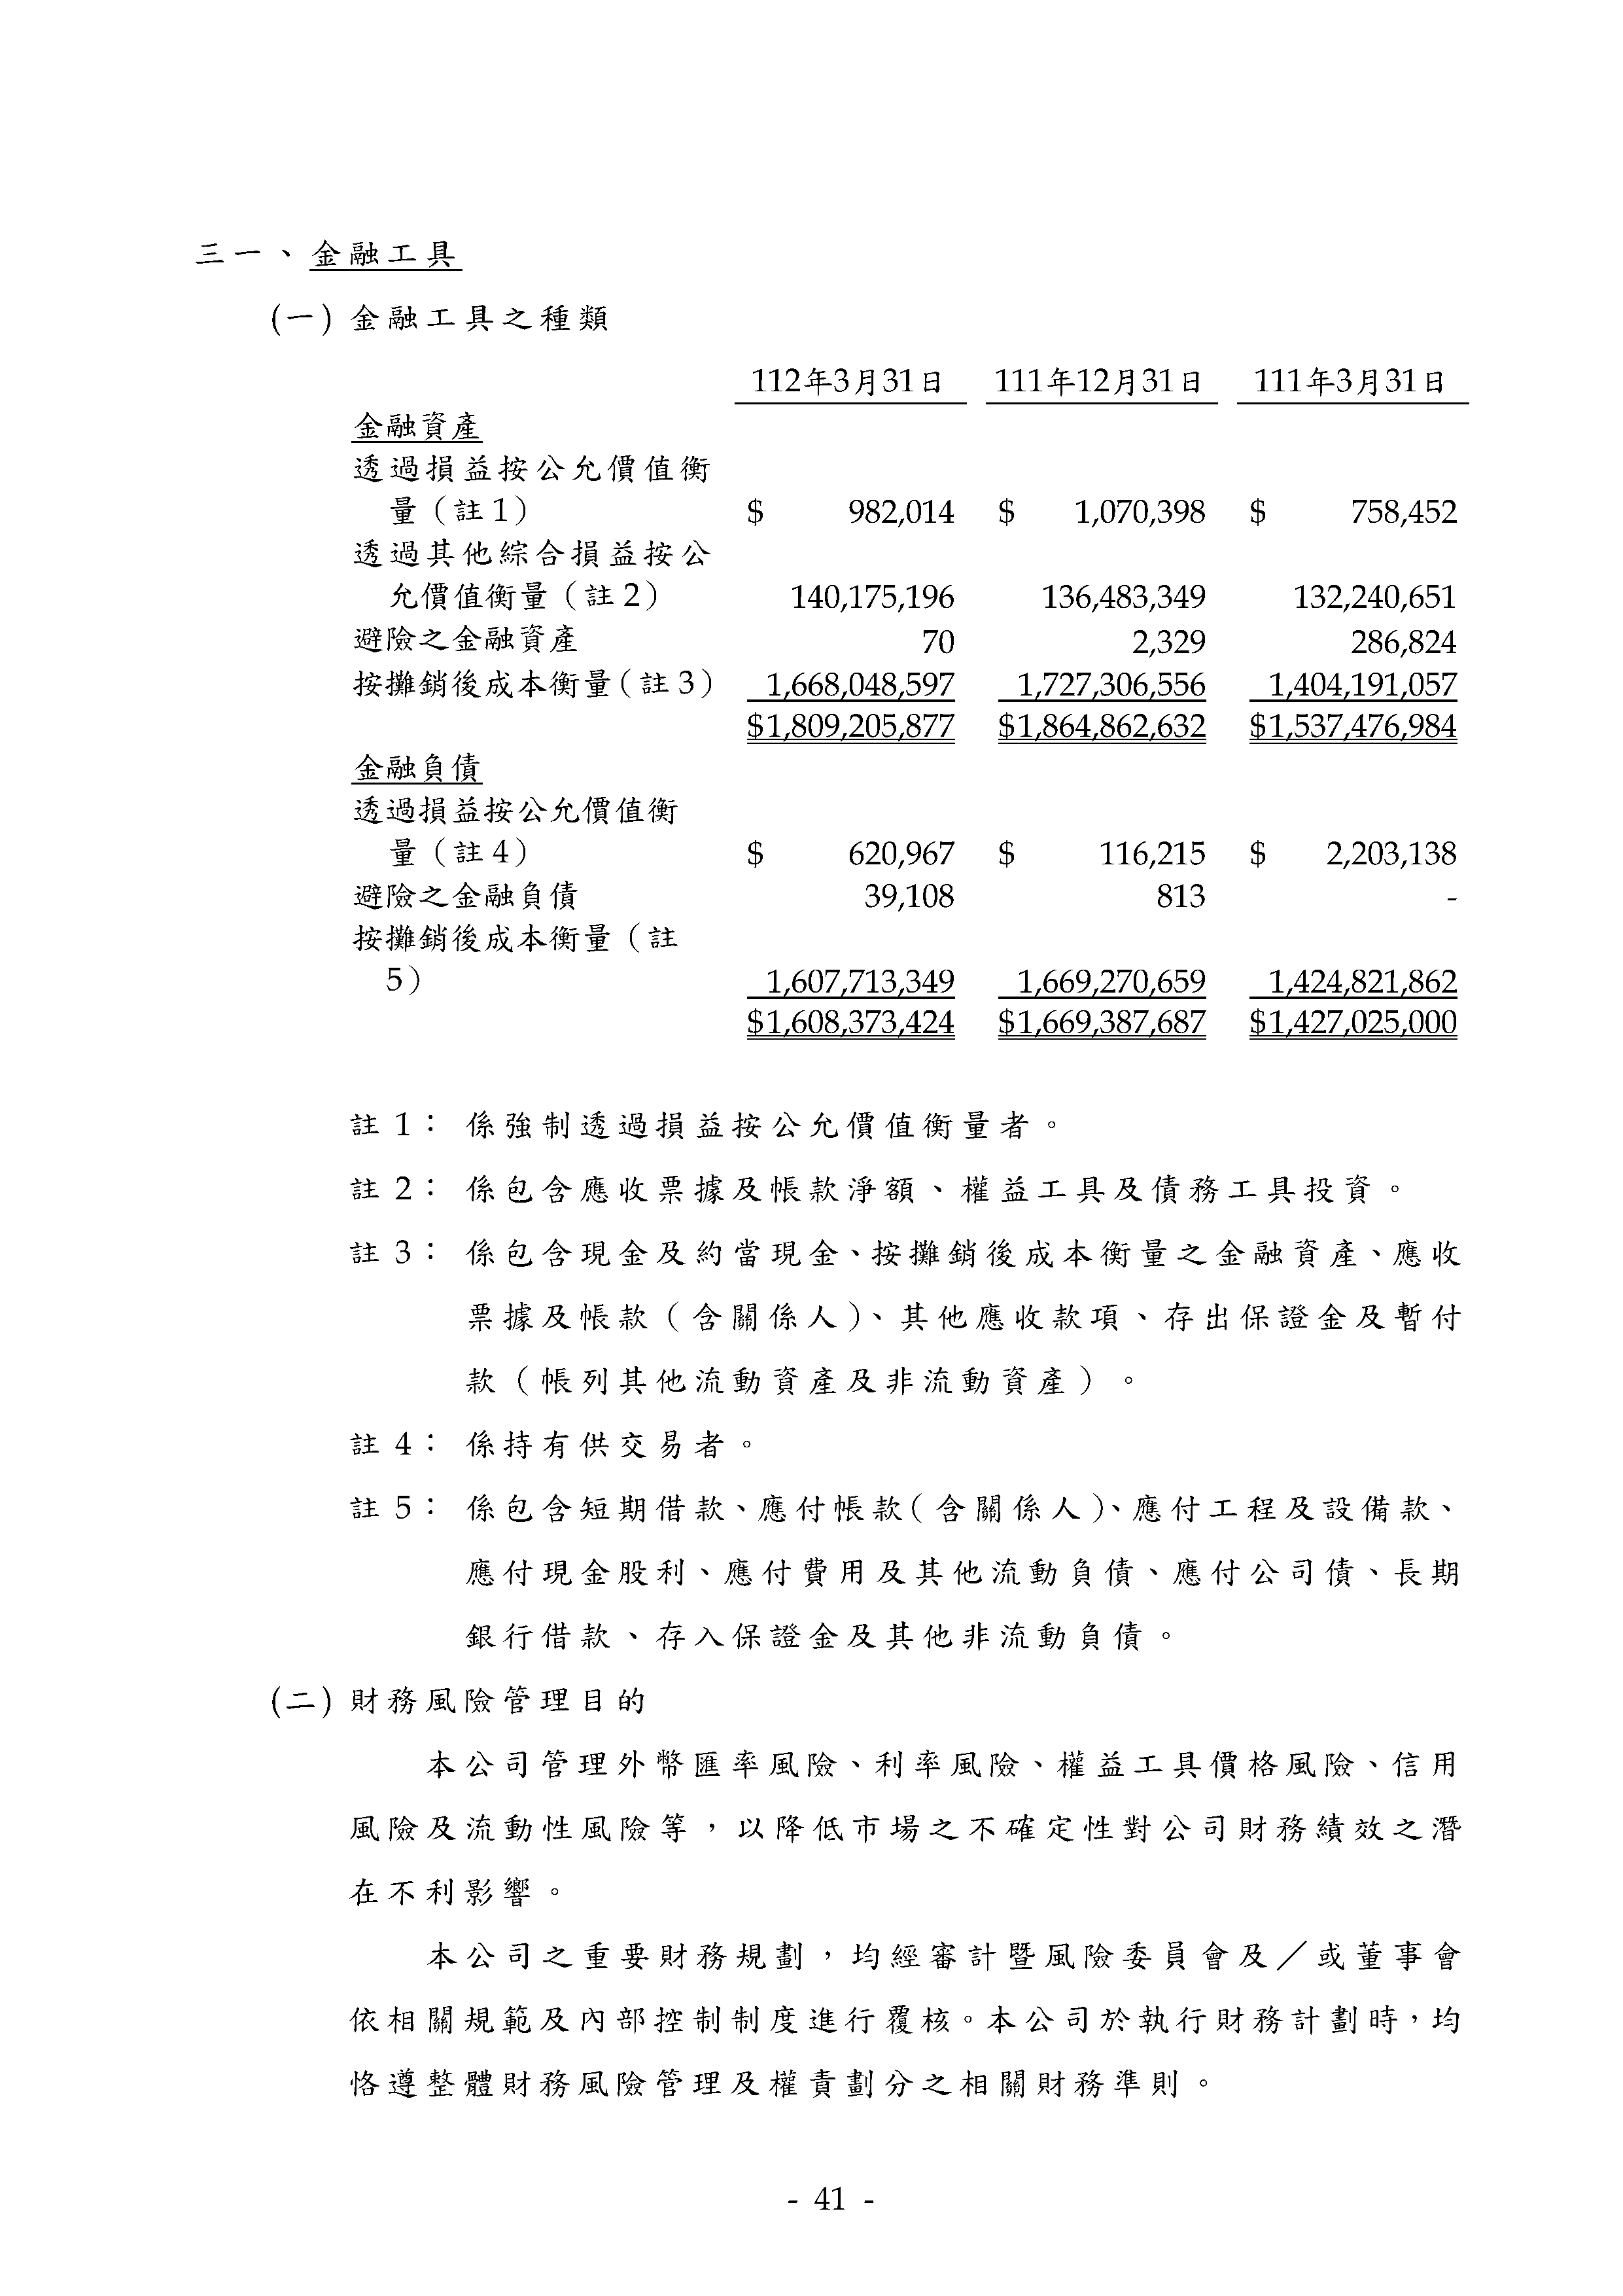 三一、金融工具
(一) 金融工具之種類
112年3月31日 111年12月31日 111年3月31日
金融資產
透過損益按公允價值衡
量（註1） $ 982,014 $ 1,070,398 $ 758,452
透過其他綜合損益按公
允價值衡量（註2） 140,175,196 136,483,349 132,240,651
避險之金融資產 70 2,329 286,824
按攤銷後成本衡量（註3） 1,668,048,597 1,727,306,556 1,404,191,057
$1,809,205,877 $1,864,862,632 $1,537,476,984
金融負債
透過損益按公允價值衡
量（註4） $ 620,967 $ 116,215 $ 2,203,138
避險之金融負債 39,108 813 -
按攤銷後成本衡量（註
5） 1,607,713,349 1,669,270,659 1,424,821,862
$1,608,373,424 $1,669,387,687 $1,427,025,000
註 1： 係強制透過損益按公允價值衡量者。
註 2： 係包含應收票據及帳款淨額、權益工具及債務工具投資。
註 3： 係包含現金及約當現金、按攤銷後成本衡量之金融資產、應收
票據及帳款（含關係人）、其他應收款項、存出保證金及暫付
款（帳列其他流動資產及非流動資產）。
註 4： 係持有供交易者。
註 5： 係包含短期借款、應付帳款（含關係人）、應付工程及設備款、
應付現金股利、應付費用及其他流動負債、應付公司債、長期
銀行借款、存入保證金及其他非流動負債。
(二) 財務風險管理目的
本公司管理外幣匯率風險、利率風險、權益工具價格風險、信用
風險及流動性風險等，以降低市場之不確定性對公司財務績效之潛
在不利影響。
本公司之重要財務規劃，均經審計暨風險委員會及／或董事會
依相關規範及內部控制制度進行覆核。本公司於執行財務計劃時，均
恪遵整體財務風險管理及權責劃分之相關財務準則。
- 41 -